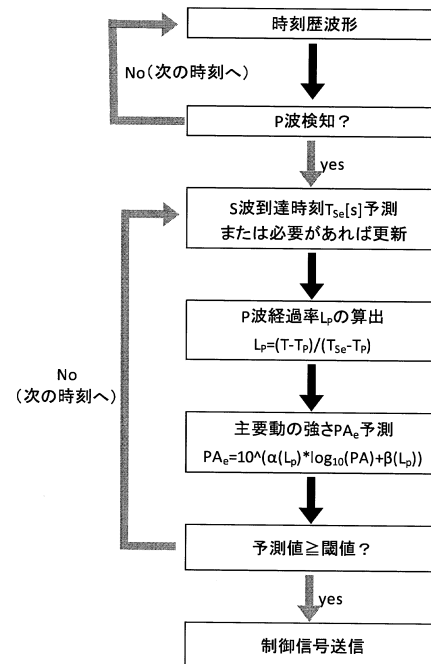 時刻歴波形
No(次の時刻へ)
P波検知？
yes
S波到達時刻TSe[s]予測
または必要があれば更新
P波経過率LPの算出
LP=(T-TP)/(TSe-TP)
No
(次の時刻へ)
主要動の強さPAe予測
PAe=10^(α(Lp)*log10(PA)+β(Lp))
予測値≧閾値？
yes
制御信号送信